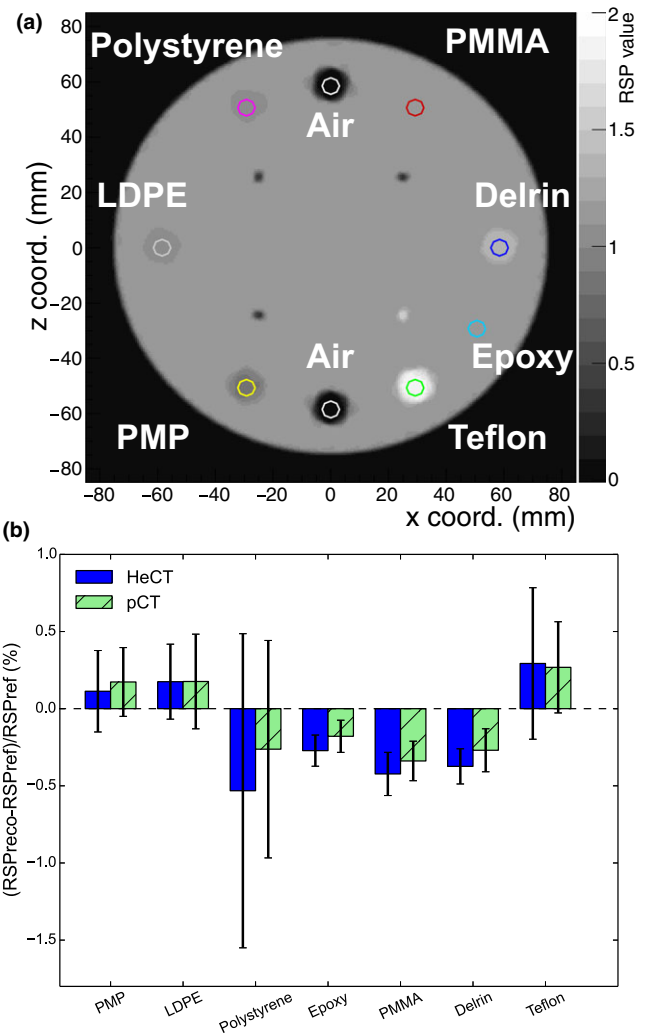 (a)
80
60
40
20
0
−20
−40
−60
−80
z coord. (mm)
Polystyrene
PMMA
Air
LDPE
Delrin
Epoxy
Air
PMP
Teflon
−80 −60 −40 −20 0 20 40 60 80
x coord. (mm)
2
1.5
1
0.5
0
RSP value
(b)
1.0
0.5
0.0
−0.5
−1.0
−1.5
(RSPreco-RSPref)/RSPref (%)
HeCT
pCT
PMP LDPE Polystyrene Epoxy PMMA Delrin Teflon